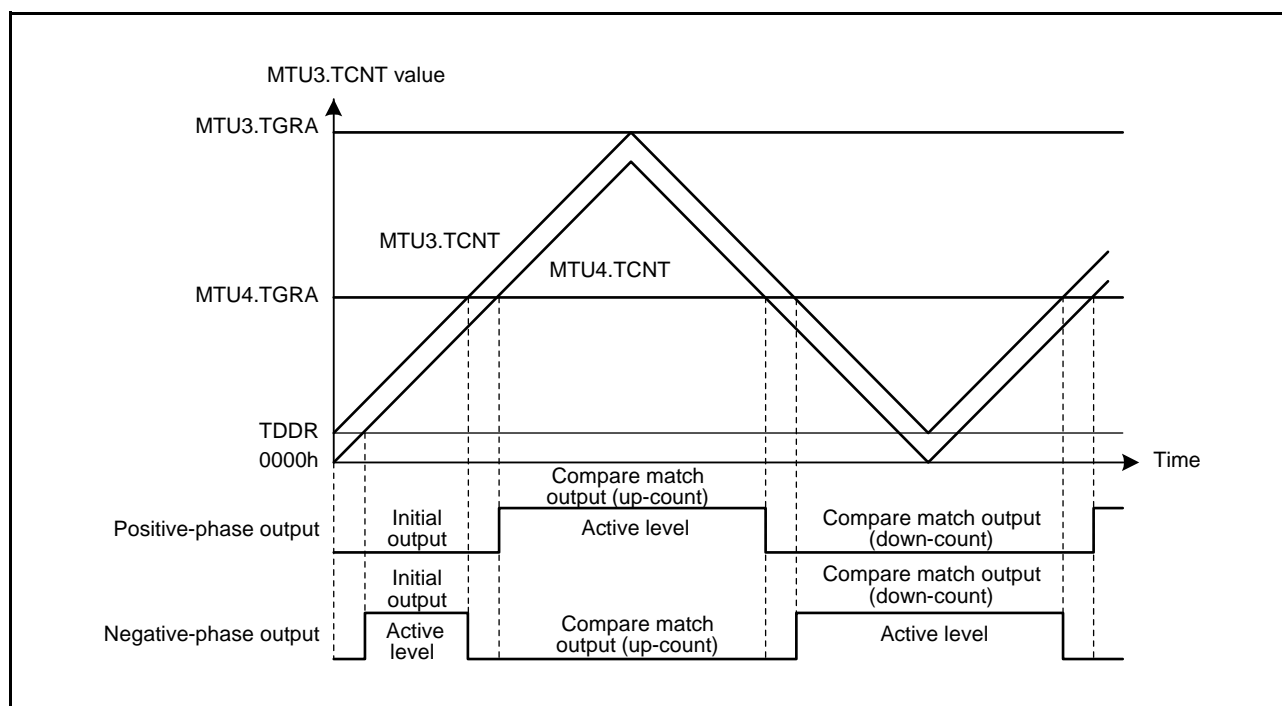 MTU3.TCNT value
MTU3.TGRA
MTU3.TCNT
MTU4.TCNT
MTU4.TGRA
TDDR
0000h
Time
Positive-phase output
Initial
output
Compare match
output (up-count)
Active level
Compare match output
(down-count)
Negative-phase output
Initial
output
Active
level
Compare match
output (up-count)
Compare match output
(down-count)
Active level